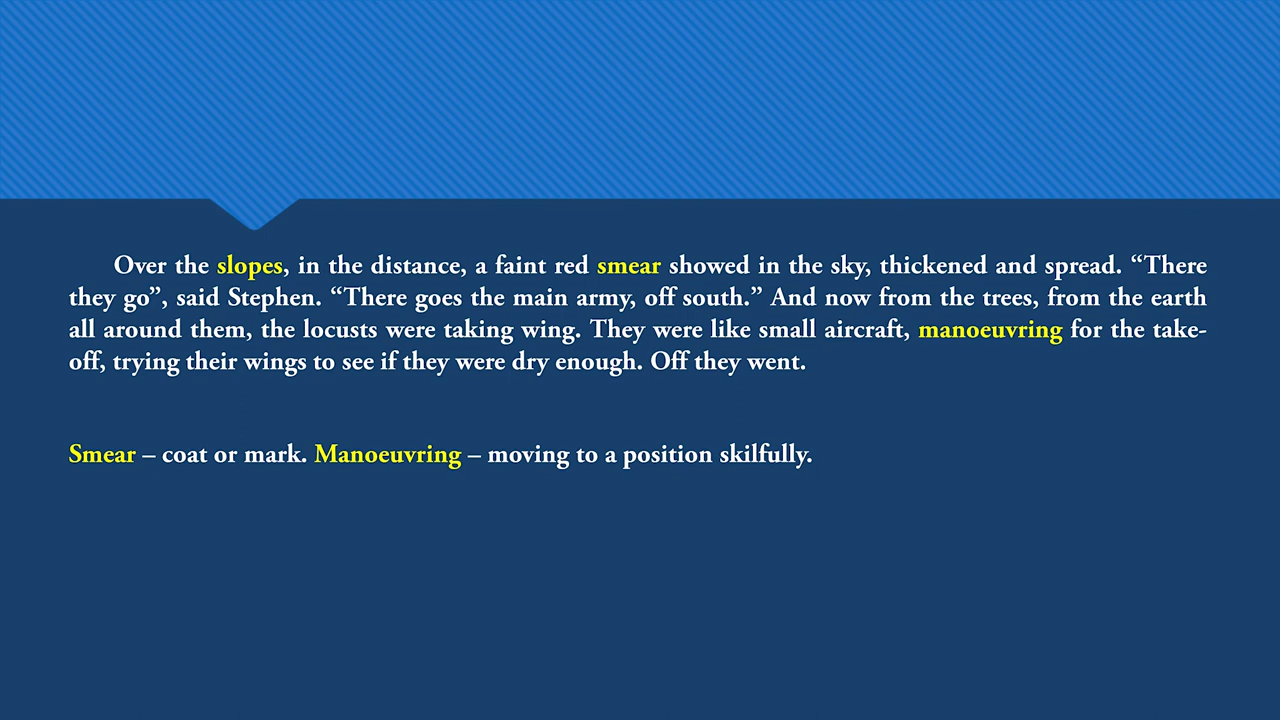 Over the slopes, in the distance, a faint red smear showed in the sky, thickened and spread. “There
they go”, said Stephen. “There goes the main army, off south.” And now from the trees, from the earth
all around them, the locusts were taking wing. They were like small aircraft, manoeuvring for the take-
off, trying their wings to see if they were dry enough. Off they went.
Smear – coat or mark. Manoeuvring – moving to a position skilfully.